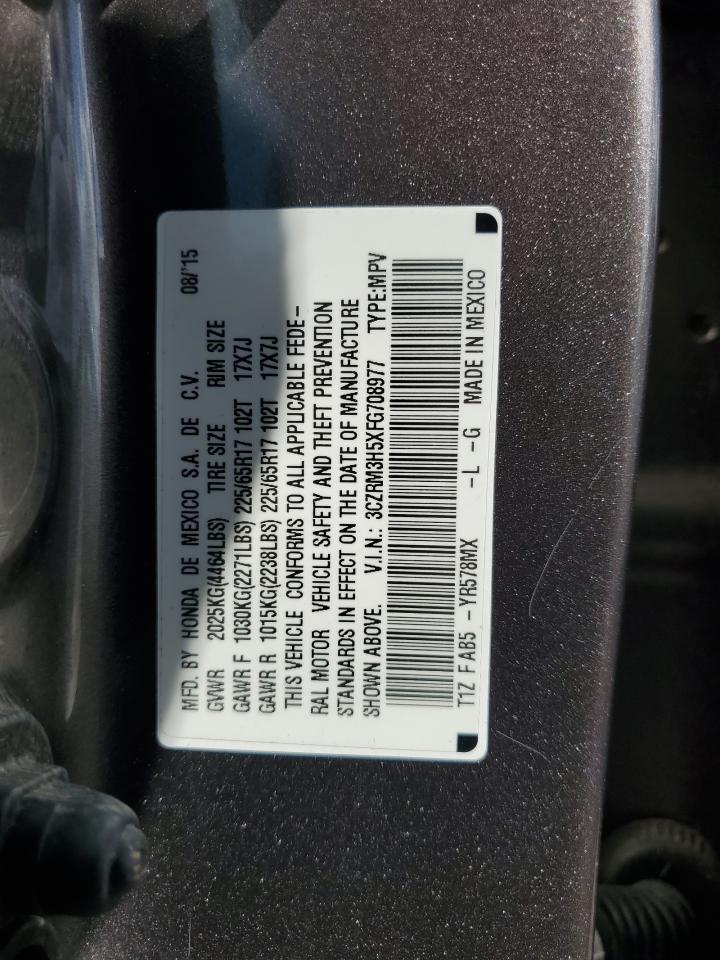 MFD. BY HONDA DE MEXICO S.A. DE C.V. 08/'15
GVWR 2025KG(4464LBS) TIRE SIZE RIM SIZE
GAWR F 1030KG(2271LBS) 225/65R17 102T 17X7J
GAWR R 1015KG(2238LBS) 225/65R17 102T 17X7J
THIS VEHICLE CONFORMS TO ALL APPLICABLE FEDE-
RAL MOTOR VEHICLE SAFETY AND THEFT PREVENTION
STANDARDS IN EFFECT ON THE DATE OF MANUFACTURE
SHOWN ABOVE. V.I.N.: 3CZRM3H5XFG708977 TYPE:MPV
T1Z F AB5 -YR578MX -L -G MADE IN MEXICO